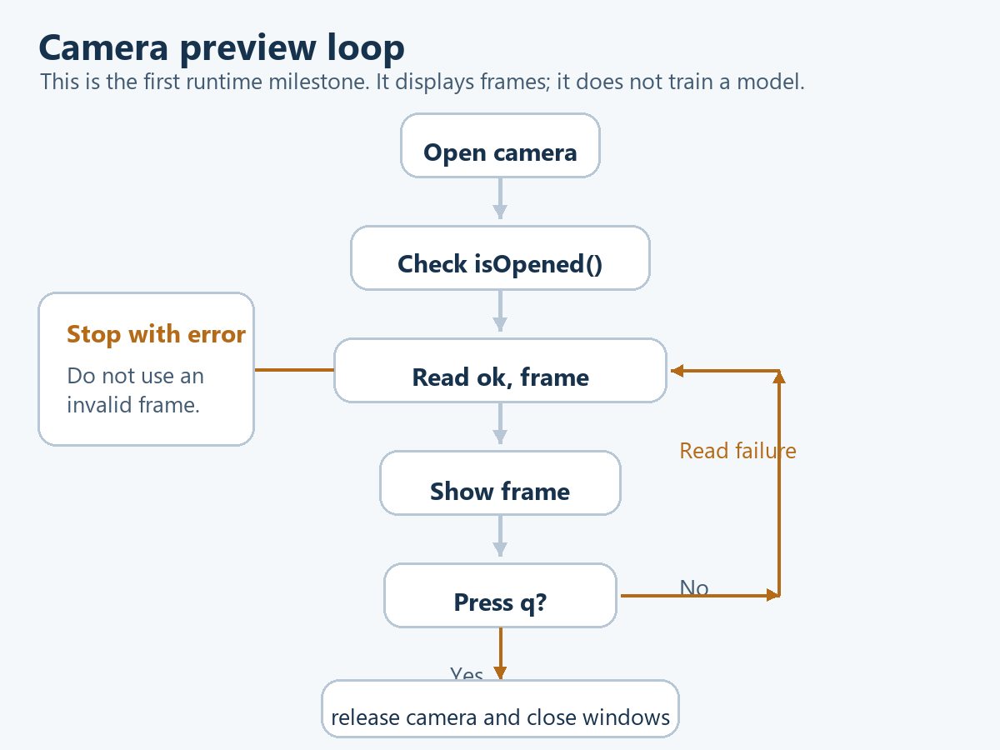 Camera preview loop
This is the first runtime milestone. It displays frames; it does not train a model.
Open camera
Check isOpened()
Stop with error
Do not use an
invalid frame.
Read ok, frame
Read failure
Show frame
No
Press q?
Yes
release camera and close windows